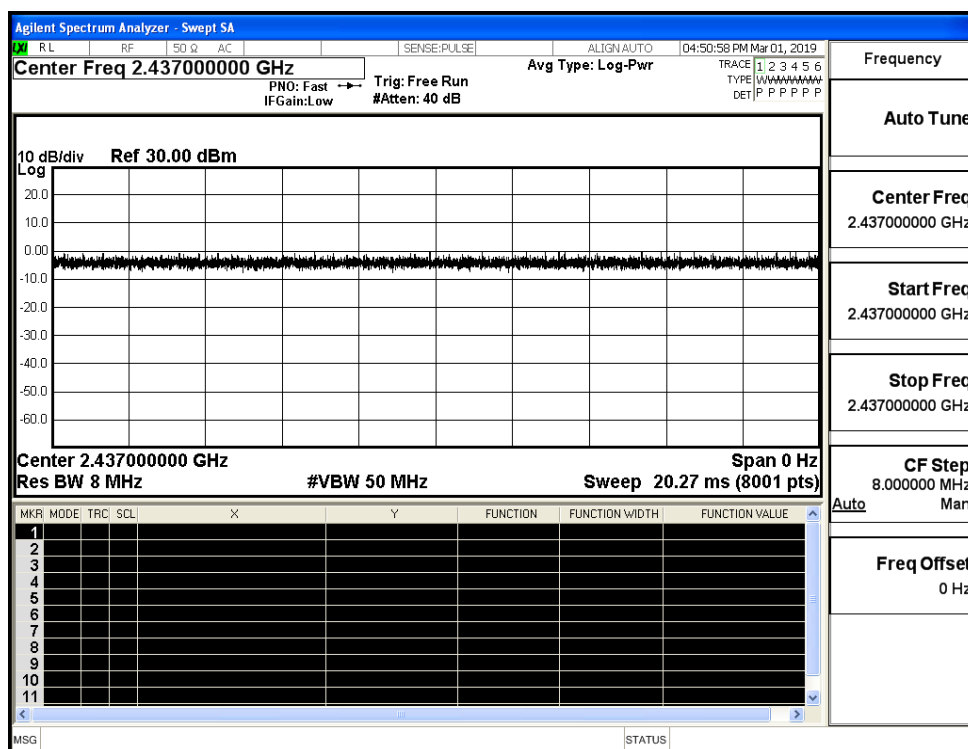 Agilent Spectrum Analyzer - Swept SA
LXI RL RF 50 Ω AC SENSE:PULSE ALIGN AUTO 04:50:58 PM Mar 01, 2019
Center Freq 2.437000000 GHz
PNO: Fast
IFGain:Low
Trig: Free Run
#Atten: 40 dB
Avg Type: Log-Pwr
TRACE 1 2 3 4 5 6
TYPE WWWWWW
DET P P P P P P
10 dB/div Ref 30.00 dBm
Log
20.0
10.0
0.00
-10.0
-20.0
-30.0
-40.0
-50.0
-60.0
Center 2.437000000 GHz Span 0 Hz
Res BW 8 MHz #VBW 50 MHz Sweep 20.27 ms (8001 pts)
MKR MODE TRC SCL X Y FUNCTION FUNCTION WIDTH FUNCTION VALUE
1
2
3
4
5
6
7
8
9
10
11
MSG STATUS
Frequency
Auto Tune
Center Freq
2.437000000 GHz
Start Freq
2.437000000 GHz
Stop Freq
2.437000000 GHz
CF Step
8.000000 MHz
Auto Man
Freq Offset
0 Hz